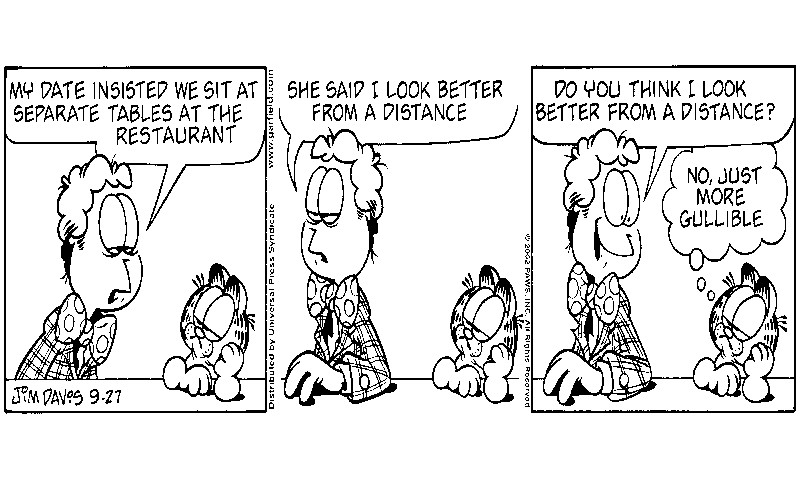 MY DATE INSISTED WE SIT AT
SEPARATE TABLES AT THE
RESTAURANT
JIM DAVIS 9-27
www.garfield.com
Distributed by Universal Press Syndicate
SHE SAID I LOOK BETTER
FROM A DISTANCE
© 2002 PAWS, INC. All Rights Reserved
DO YOU THINK I LOOK
BETTER FROM A DISTANCE?
NO, JUST
MORE
GULLIBLE